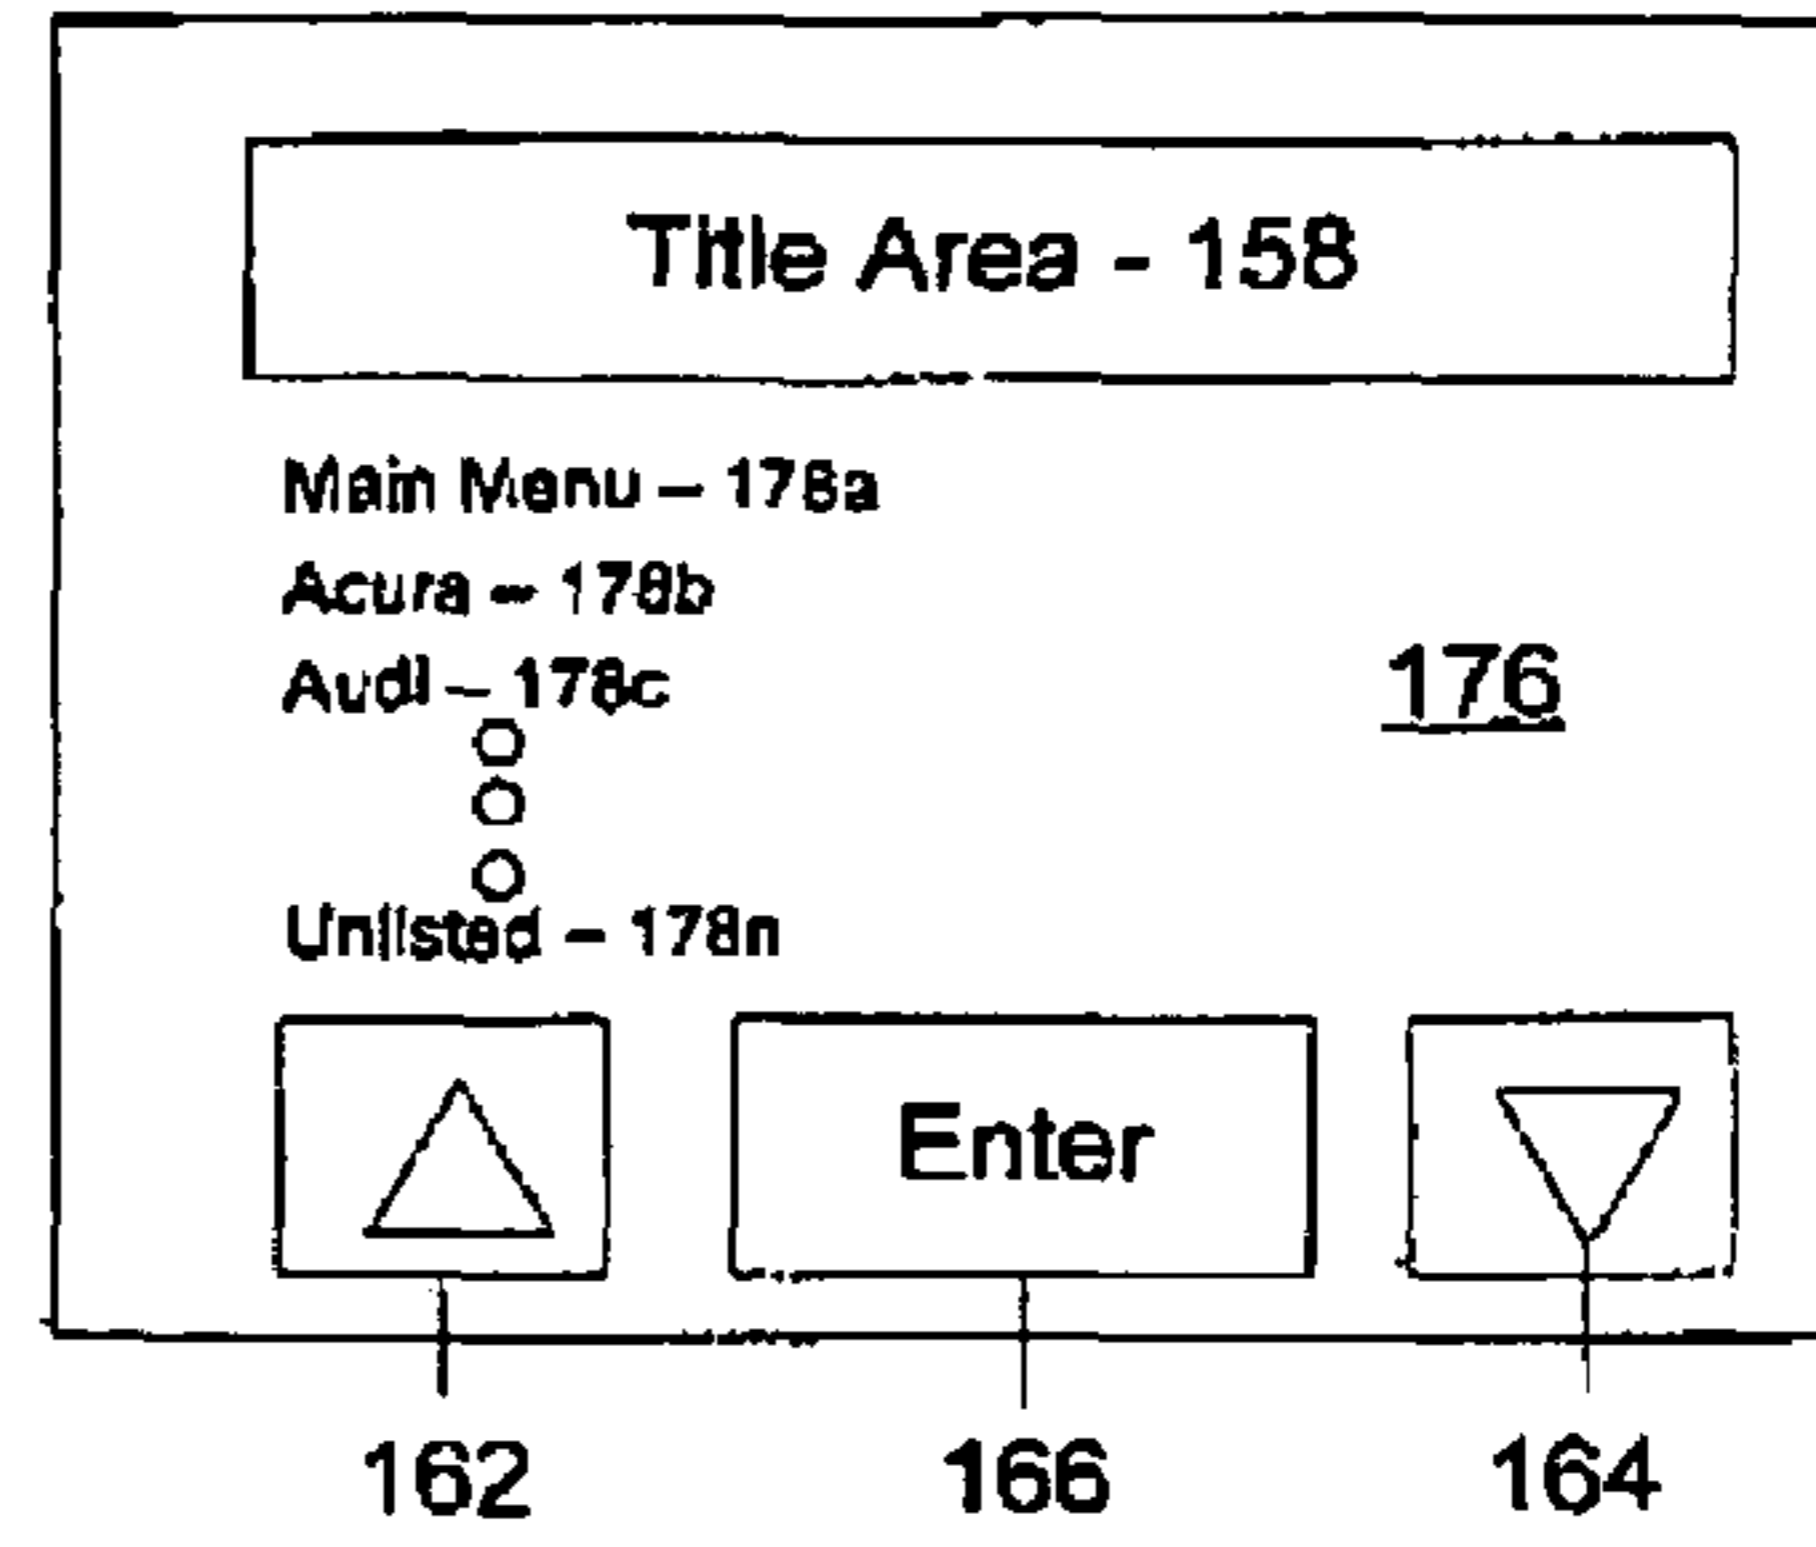 Title Area - 158
Main Menu – 178a
Acura – 178b
Audi – 178c
176
Unlisted – 178n
Enter
162
166
164